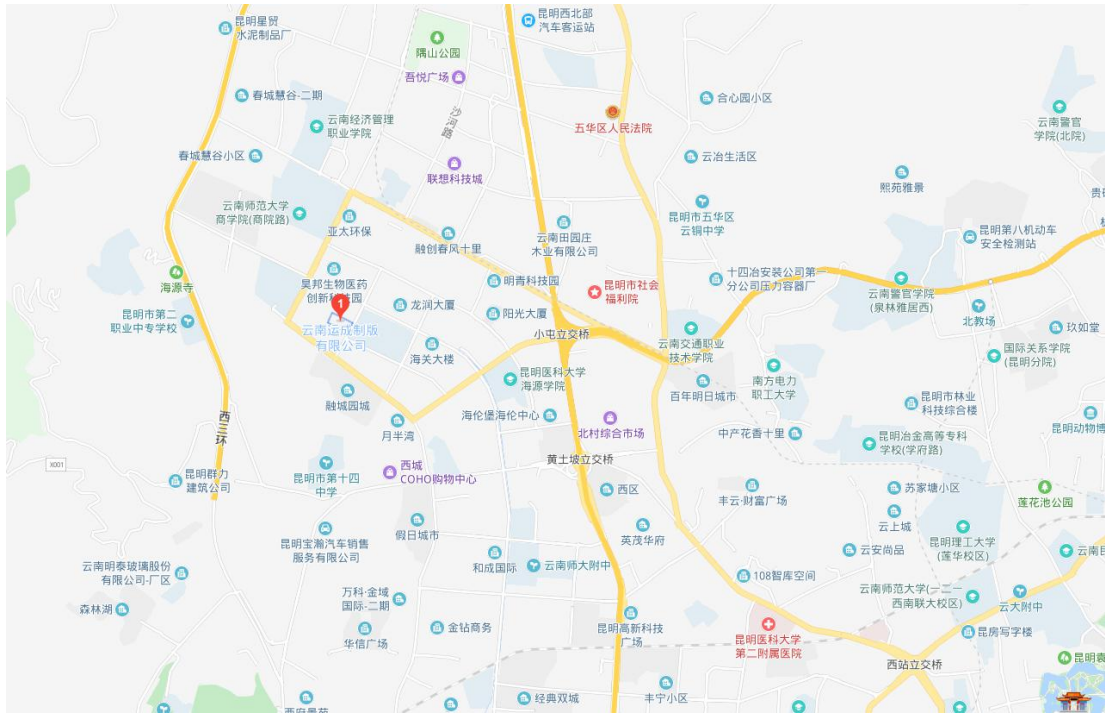 昆明星贸
水泥制品厂
昆明西北部
汽车客运站
隅山公园
吾悦广场
春城慧谷-二期
合心园小区
沙河路
云南经济管理
职业学院
五华区人民法院
云南警官
学院(北院)
春城慧谷小区
联想科技城
云冶生活区
熙苑雅景
云南师范大学
商学院(商院路)
亚太环保
融创春风十里
云南田园庄
木业有限公司
昆明市五华区
云铜中学
昆明第八机动车
安全检测站
海源寺
昊邦生物医药
创新科技园
明青科技园
昆明市社会
福利院
十四冶安装公司第一
分公司压力容器厂
云南警官学院
(泉林雅居西)
1
龙润大厦
阳光大厦
北教场
昆明市第二
职业中专学校
云南运成制版
有限公司
小屯立交桥
云南交通职业
技术学院
玖如堂
海关大楼
国际关系学院
(昆明分院)
昆明医科大学
海源学院
南方电力
职工大学
百年明日城市
融城园城
昆明市林业
科技综合楼
西三环
月半湾
海伦堡海伦中心
北村综合市场
中产花香十里
昆明动物博
昆明冶金高等专科
学校(学府路)
X001
昆明群力
建筑公司
昆明市第十四
中学
西城
COHO购物中心
黄土坡立交桥
西区
丰云·财富广场
苏家塘小区
莲花池公园
云上城
昆明宝瀚汽车销售
服务有限公司
假日城市
英茂华府
云安尚品
昆明理工大学
(莲华校区)
云南明泰玻璃股份
有限公司-厂区
和成国际
云南师大附中
108智库空间
森林湖
万科·金域
国际-二期
云南师范大学(一二一
西南联大校区)
云大附中
华信广场
金钻商务
昆明高新科技
广场
昆明医科大学
第二附属医院
昆房写字楼
西站立交桥
经典双城
丰宁小区